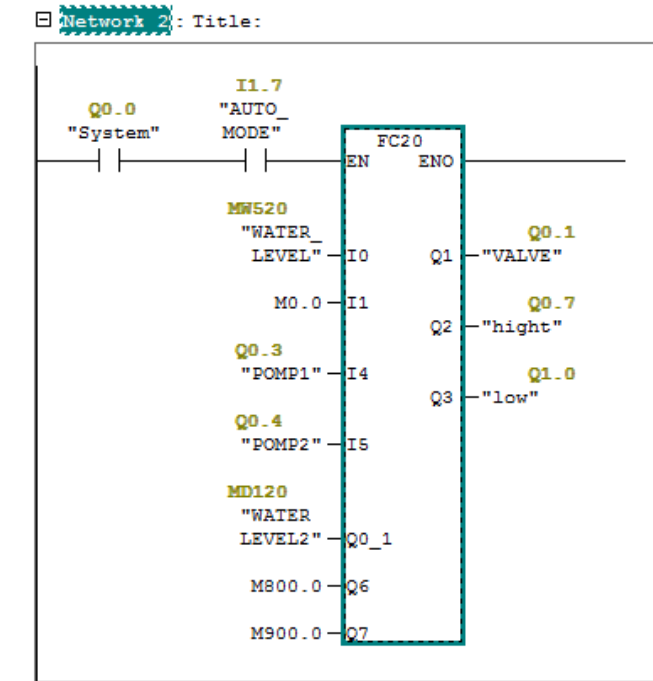 Network 2: Title:
I1.7
Q0.0 "AUTO_
"System" MODE"
FC20
EN ENO
MW520
"WATER_ Q0.1
LEVEL" I0 Q1 "VALVE"
M0.0 I1 Q0.7
Q2 "hight"
Q0.3
"POMP1" I4 Q1.0
Q3 "low"
Q0.4
"POMP2" I5
MD120
"WATER
LEVEL2" Q0_1
M800.0 Q6
M900.0 Q7